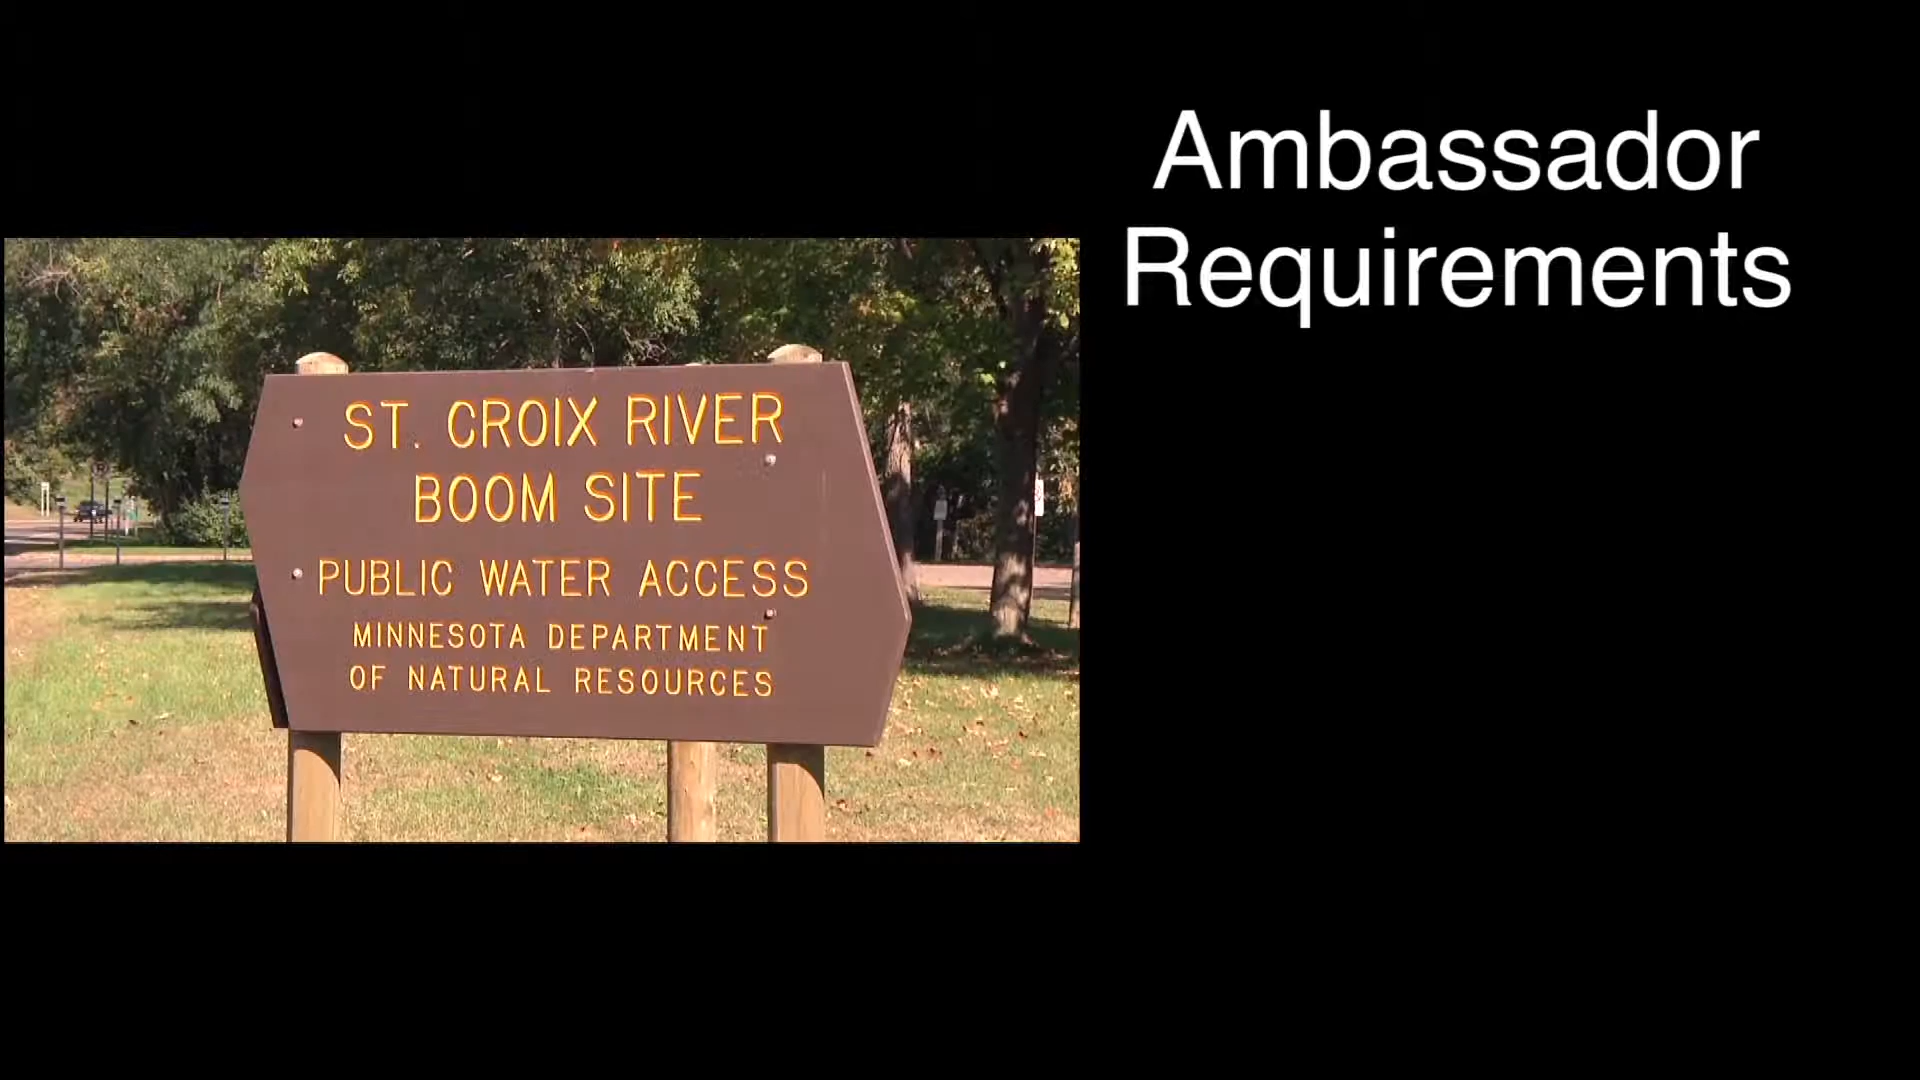 Ambassador
Requirements
ST. CROIX RIVER
BOOM SITE
PUBLIC WATER ACCESS
MINNESOTA DEPARTMENT
OF NATURAL RESOURCES